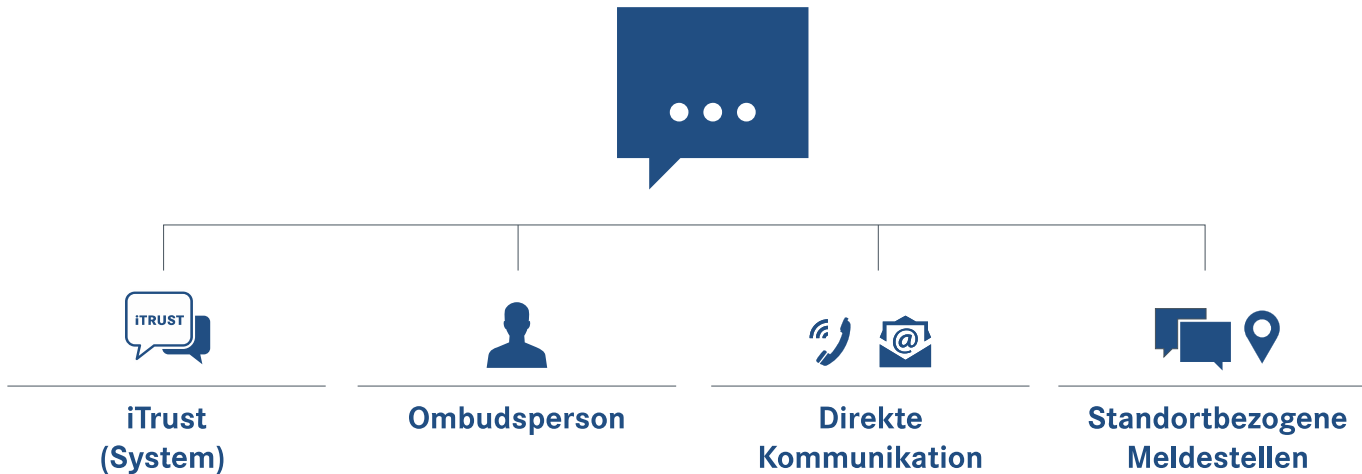 iTRUST
@
iTrust
(System)
Ombudsperson
Direkte
Kommunikation
Standortbezogene
Meldestellen